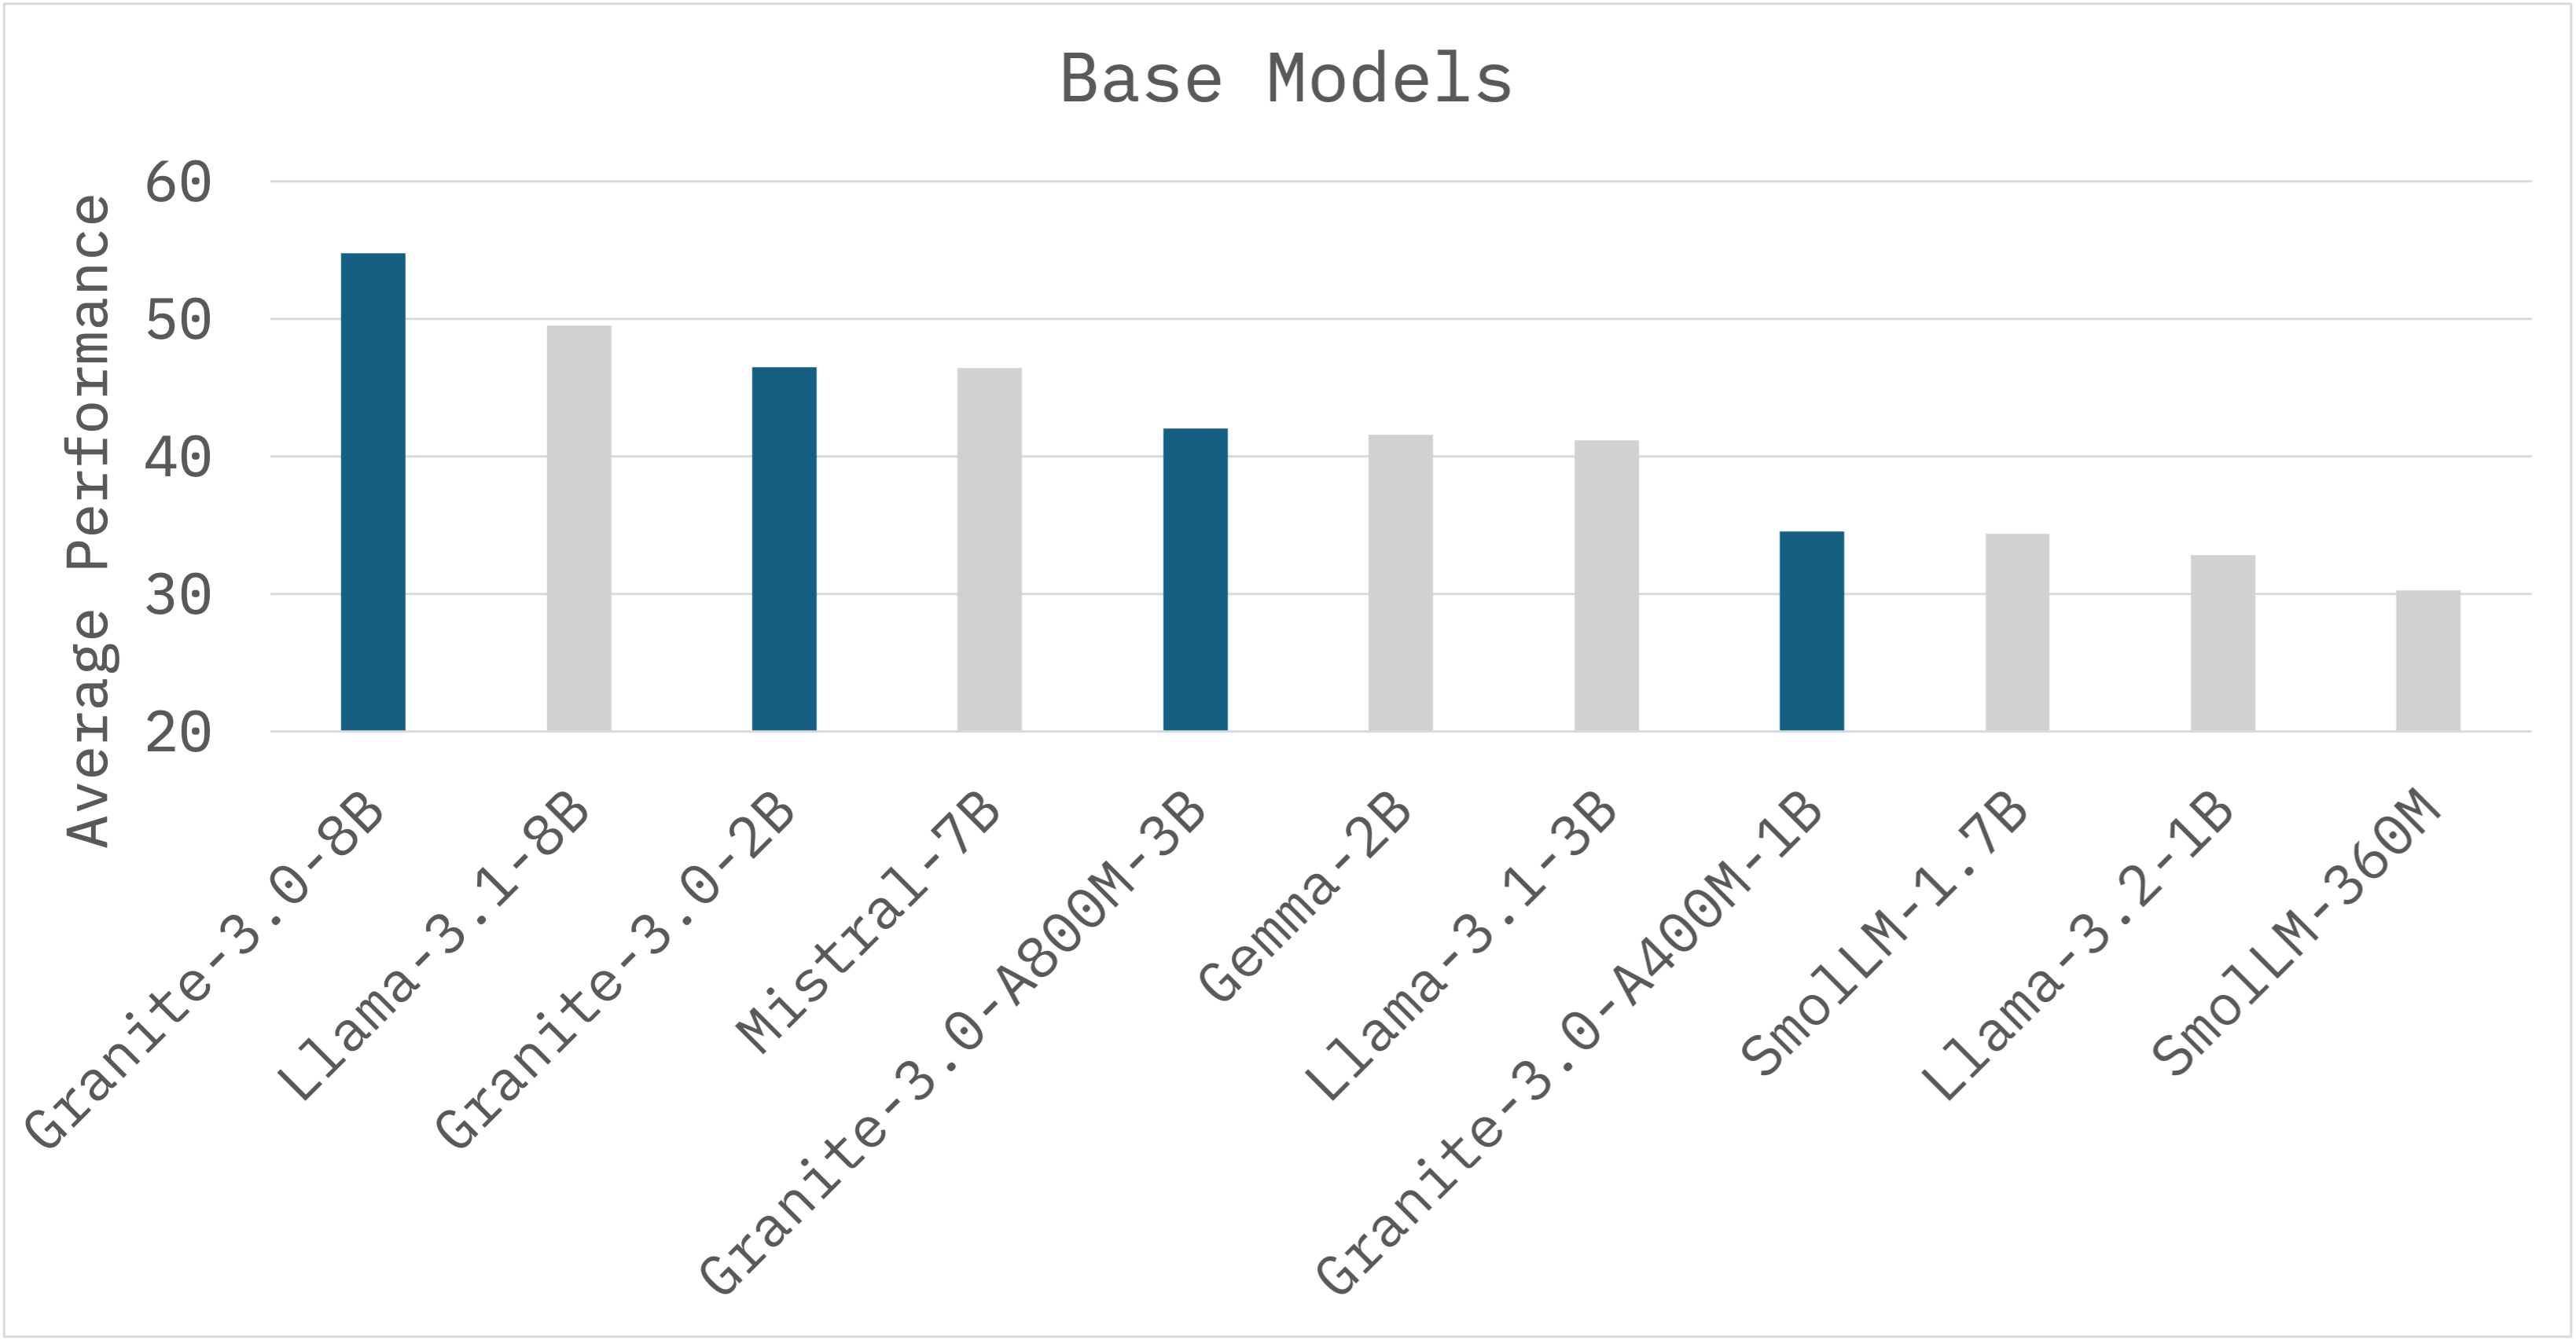 Base Models
Average Performance
60
50
40
30
20
Granite-3.0-8B
Llama-3.1-8B
Granite-3.0-2B
Mistral-7B
Granite-3.0-A800M-3B
Gemma-2B
Llama-3.1-3B
Granite-3.0-A400M-1B
SmolLM-1.7B
Llama-3.2-1B
SmolLM-360M